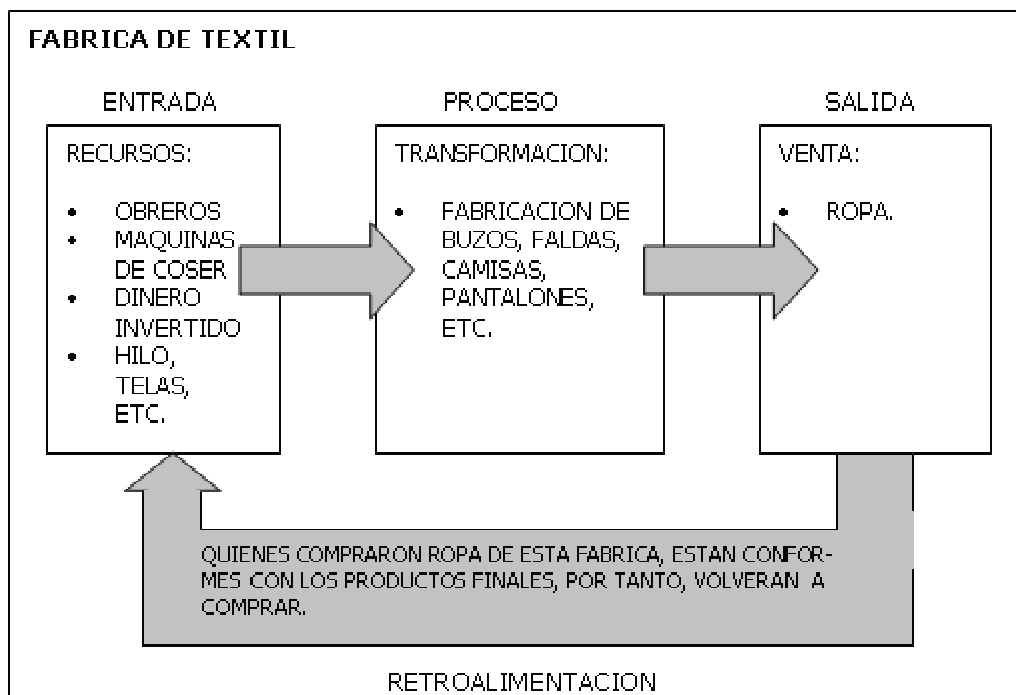 FABRICA DE TEXTIL
ENTRADA
RECURSOS:
• OBREROS
• MAQUINAS
DE COSER
• DINERO
INVERTIDO
• HILO,
TELAS,
ETC.
PROCESO
TRANSFORMACION:
• FABRICACION DE
BUZOS, FALDAS,
CAMISAS,
PANTALONES,
ETC.
SALIDA
VENTA:
• ROPA.
QUIENES COMPRARON ROPA DE ESTA FABRICA, ESTAN CONFOR-
MES CON LOS PRODUCTOS FINALES, POR TANTO, VOLVERAN A
COMPRAR.
RETROALIMENTACION